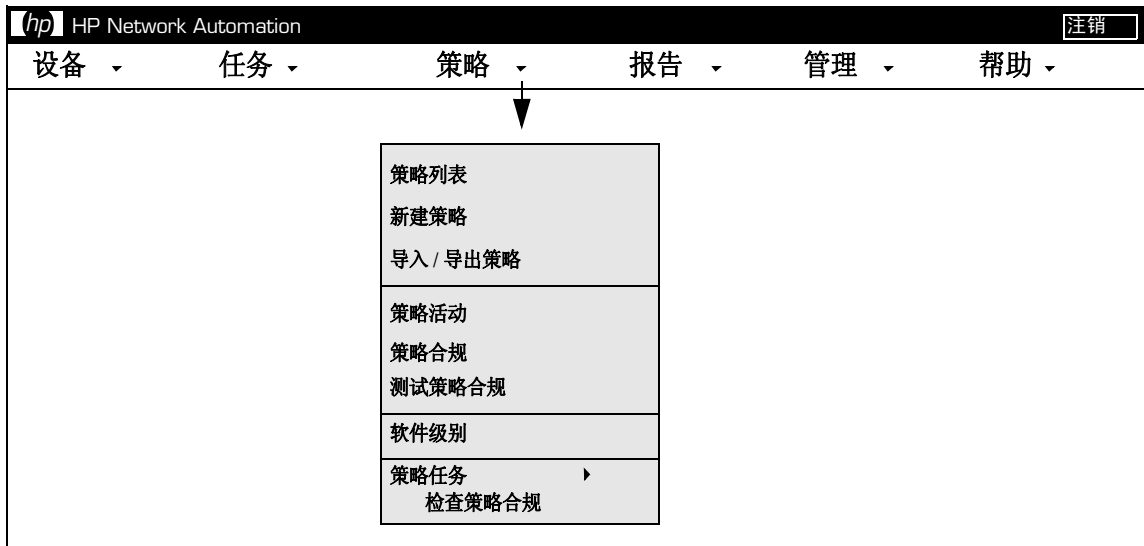 hp HP Network Automation 注销
设备 任务 策略 报告 管理 帮助
策略列表
新建策略
导入 / 导出策略
策略活动
策略合规
测试策略合规
软件级别
策略任务
检查策略合规